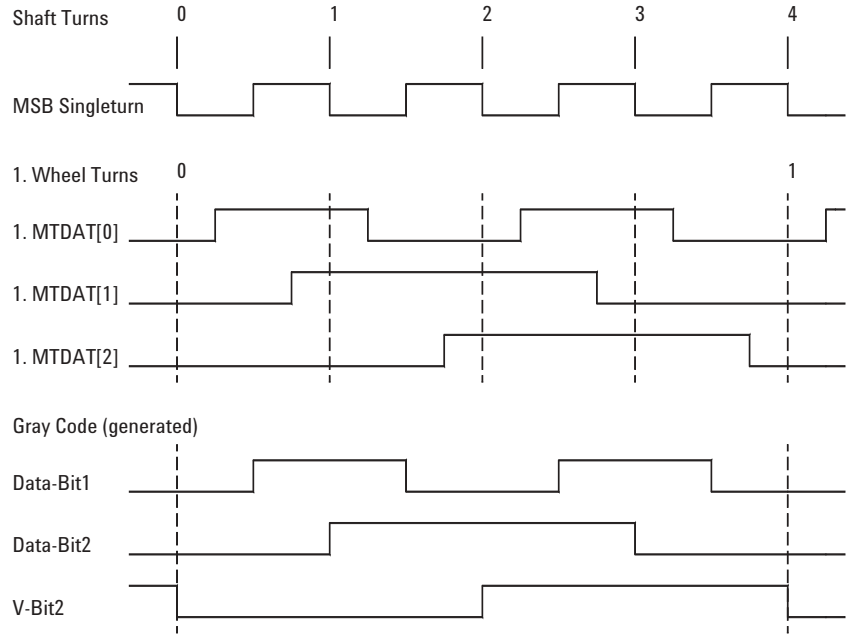 Shaft Turns 0 1 2 3 4
MSB Singleturn
1. Wheel Turns 0 1
1. MTDAT[0]
1. MTDAT[1]
1. MTDAT[2]
Gray Code (generated)
Data-Bit1
Data-Bit2
V-Bit2